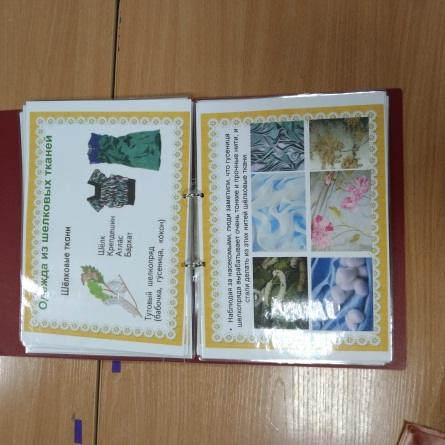 Одежда из шелковых тканей
Шёлковые ткани
Шёлк
Крепдешин
Атлас
Бархат
Тутовый шелкопряд
(бабочка, гусеница, кокон)
• Наблюдая за насекомыми, люди заметили, что гусеница
шелкопряда вырабатывает очень тонкие и прочные нити, и
стали делать из этих нитей шёлковые ткани.